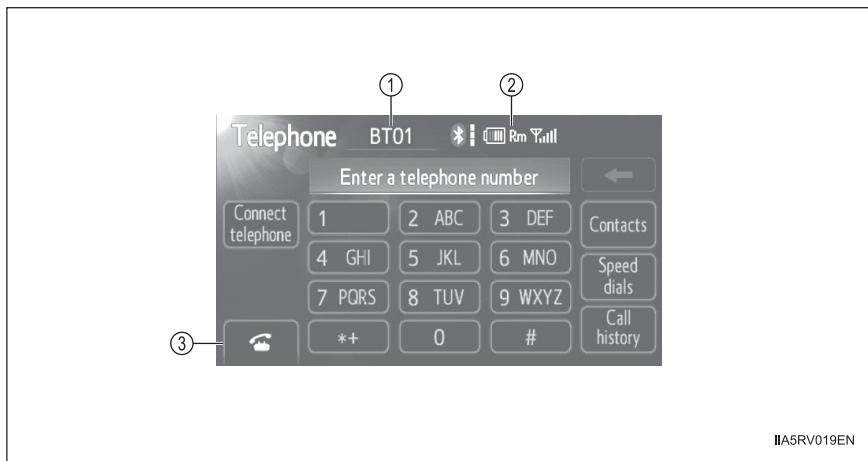 1 2
Telephone BT01 Rm
Enter a telephone number
Connect telephone
1 2 ABC 3 DEF
Contacts
4 GHI 5 JKL 6 MNO
Speed dials
7 PQRS 8 TUV 9 WXYZ
Call history
3
*+ 0 #
IIA5RV019EN